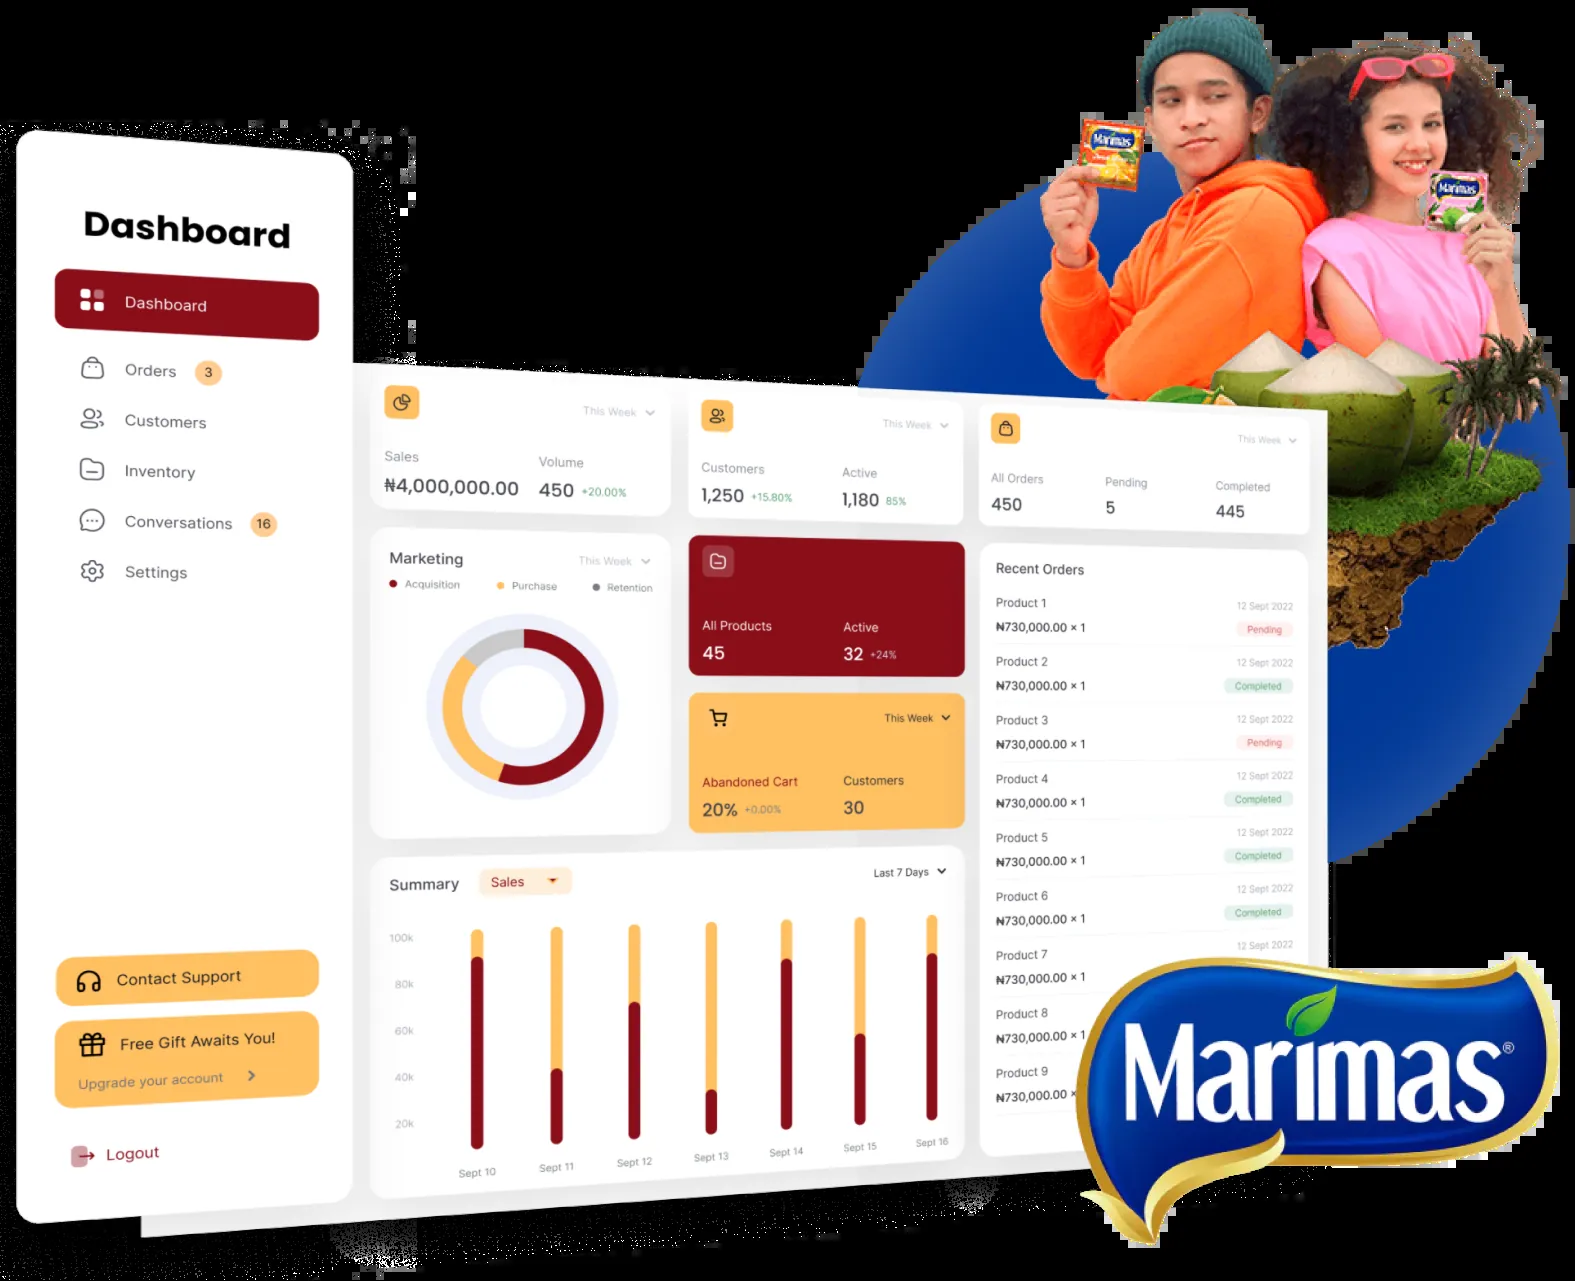 Dashboard
Dashboard
Orders 3
Customers
Inventory
Conversations 16
Settings
Contact Support
Free Gift Awaits You!
Upgrade your account
Logout
This Week
Sales
Volume
₦4,000,000.00
450 +20.00%
This Week
Customers
Active
1,250 +15.80%
1,180 85%
This Week
All Orders
Pending
Completed
450
5
445
Marketing
This Week
Acquisition
Purchase
Retention
All Products
Active
45
32 +24%
This Week
Abandoned Cart
Customers
20% +0.00%
30
Summary
Sales
Last 7 Days
100k
80k
60k
40k
20k
Sept 10
Sept 11
Sept 12
Sept 13
Sept 14
Sept 15
Sept 16
Recent Orders
Product 1
12 Sept 2022
₦730,000.00 × 1
Pending
Product 2
12 Sept 2022
₦730,000.00 × 1
Completed
Product 3
12 Sept 2022
₦730,000.00 × 1
Pending
Product 4
12 Sept 2022
₦730,000.00 × 1
Completed
Product 5
12 Sept 2022
₦730,000.00 × 1
Completed
Product 6
12 Sept 2022
₦730,000.00 × 1
Completed
Product 7
12 Sept 2022
₦730,000.00 × 1
Product 8
₦730,000.00 × 1
Product 9
₦730,000.00 ×
Marimas
Marimas
Marimas®